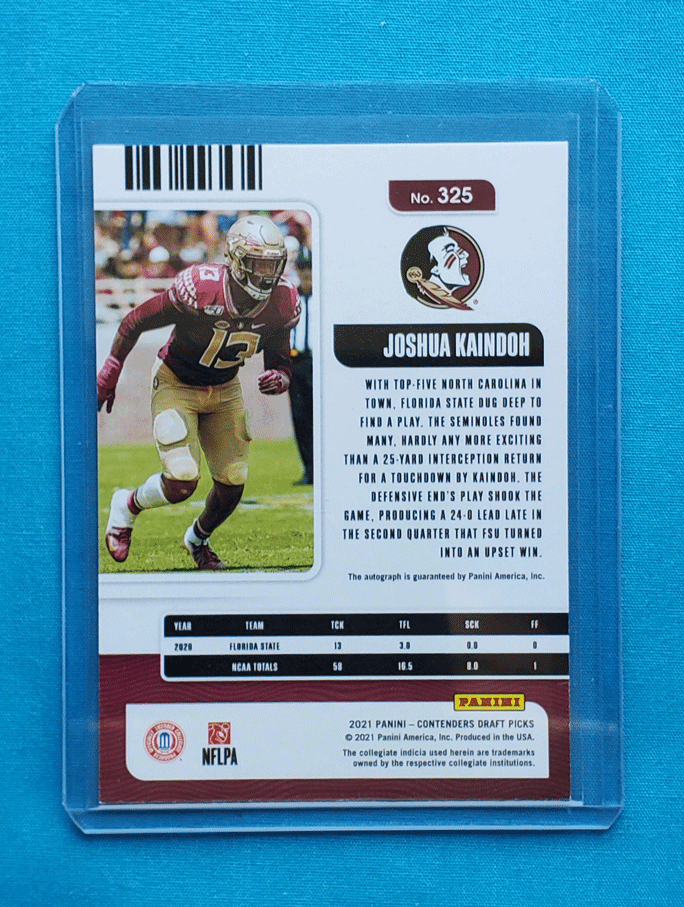 No. 325
13
JOSHUA KAINDOH
WITH TOP-FIVE NORTH CAROLINA IN
TOWN, FLORIDA STATE DUG DEEP TO
FIND A PLAY. THE SEMINOLES FOUND
MANY, HARDLY ANY MORE EXCITING
THAN A 25-YARD INTERCEPTION RETURN
FOR A TOUCHDOWN BY KAINDOH. THE
DEFENSIVE END'S PLAY SHOOK THE
GAME, PRODUCING A 24-0 LEAD LATE IN
THE SECOND QUARTER THAT FSU TURNED
INTO AN UPSET WIN.
The autograph is guaranteed by Panini America, Inc.
YEAR TEAM TCK TFL SCK FF
2020 FLORIDA STATE 13 3.0 0.0 0
NCAA TOTALS 58 16.5 8.0 1
PANINI
2021 PANINI – CONTENDERS DRAFT PICKS
© 2021 Panini America, Inc. Produced in the USA.
The collegiate indicia used herein are trademarks
owned by the respective collegiate institutions.
NFLPA